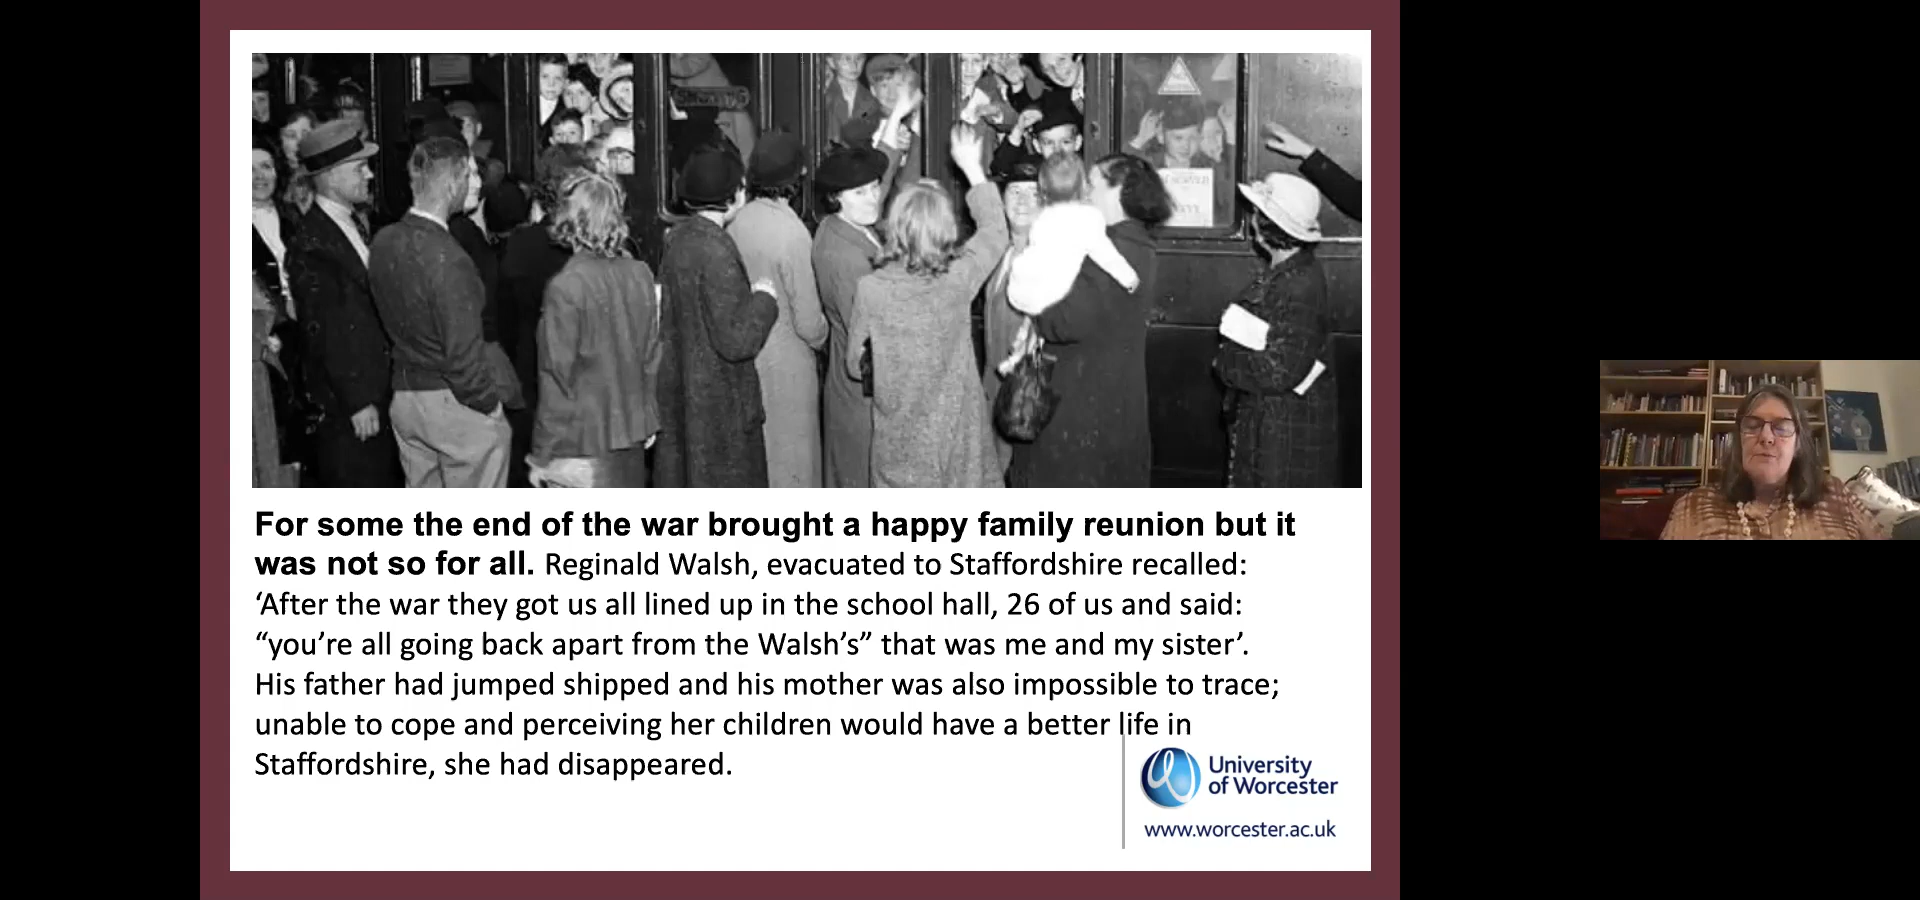 For some the end of the war brought a happy family reunion but it
was not so for all. Reginald Walsh, evacuated to Staffordshire recalled:
‘After the war they got us all lined up in the school hall, 26 of us and said:
“you’re all going back apart from the Walsh’s” that was me and my sister’.
His father had jumped shipped and his mother was also impossible to trace;
unable to cope and perceiving her children would have a better life in
Staffordshire, she had disappeared.
University
of Worcester
www.worcester.ac.uk